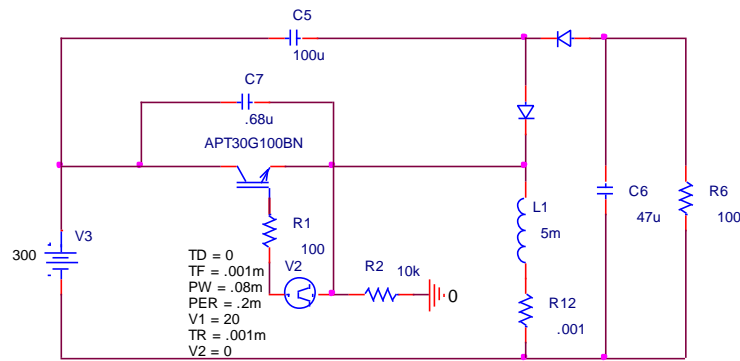 C5
100u
C7
.68u
APT30G100BN
R1
100
L1
5m
C6
47u
R6
100
V3
300
TD = 0
TF = .001m
PW = .08m
PER = .2m
V1 = 20
TR = .001m
V2 = 0
V2
R2
10k
0
R12
.001